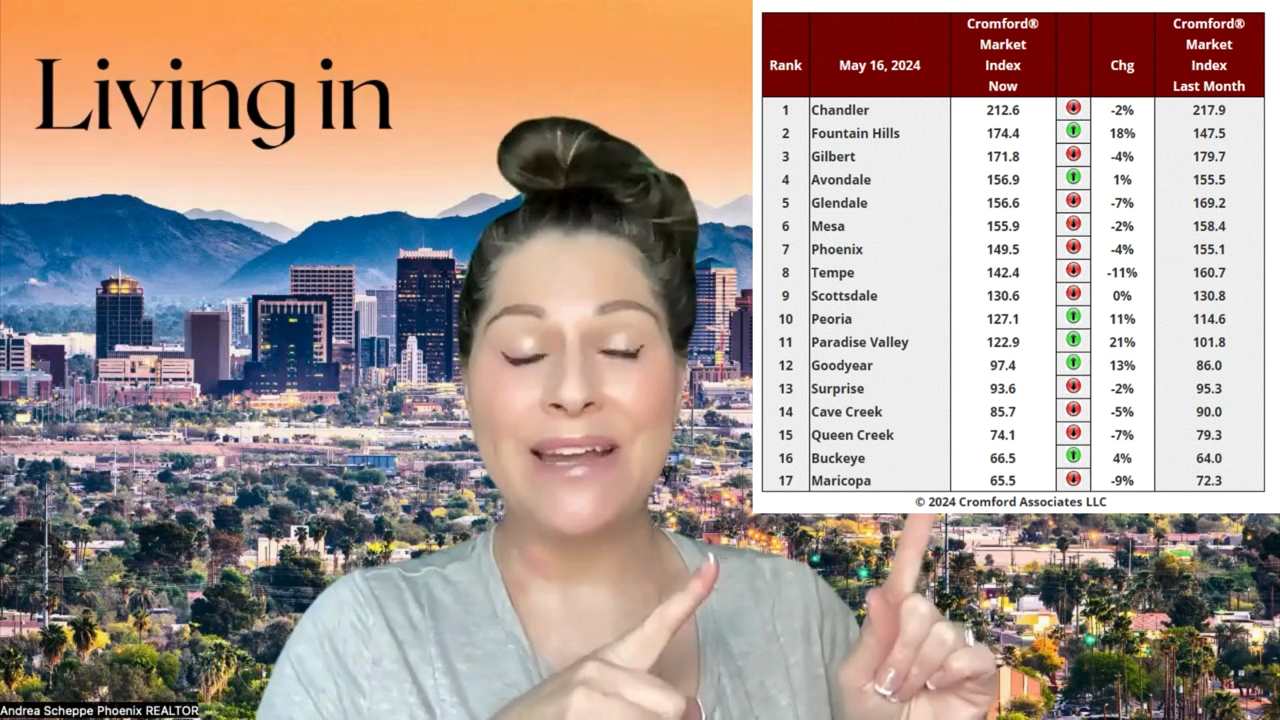 Living in
Rank May 16, 2024 Cromford® Market Index Now Chg Cromford® Market Index Last Month
1 Chandler 212.6 -2% 217.9
2 Fountain Hills 174.4 18% 147.5
3 Gilbert 171.8 -4% 179.7
4 Avondale 156.9 1% 155.5
5 Glendale 156.6 -7% 169.2
6 Mesa 155.9 -2% 158.4
7 Phoenix 149.5 -4% 155.1
8 Tempe 142.4 -11% 160.7
9 Scottsdale 130.6 0% 130.8
10 Peoria 127.1 11% 114.6
11 Paradise Valley 122.9 21% 101.8
12 Goodyear 97.4 13% 86.0
13 Surprise 93.6 -2% 95.3
14 Cave Creek 85.7 -5% 90.0
15 Queen Creek 74.1 -7% 79.3
16 Buckeye 66.5 4% 64.0
17 Maricopa 65.5 -9% 72.3
© 2024 Cromford Associates LLC
Andrea Scheppe Phoenix REALTOR